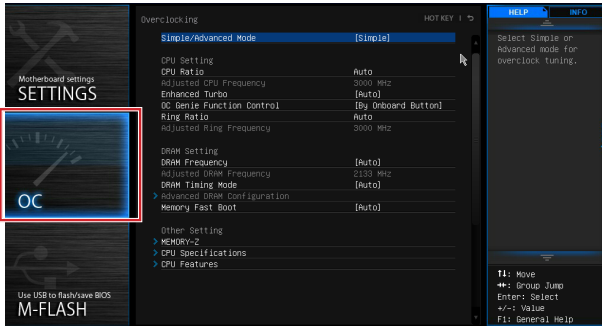 HELP INFO
Overclocking HOT KEY |
Simple/Advanced Mode [Simple]
CPU Setting
CPU Ratio Auto
Adjusted CPU Frequency 3000 MHz
Enhanced Turbo [Auto]
OC Genie Function Control [By Onboard Button]
Ring Ratio Auto
Adjusted Ring Frequency 3000 MHz
DRAM Setting
DRAM Frequency [Auto]
Adjusted DRAM Frequency 2133 MHz
DRAM Timing Mode [Auto]
> Advanced DRAM Configuration
Memory Fast Boot [Auto]
Other Setting
> MEMORY-Z
> CPU Specifications
> CPU Features
Motherboard settings
SETTINGS
OC
Use USB to flash/save BIOS
M-FLASH
Select Simple or
Advanced mode for
overclock tuning.
↑↓: Move
→←: Group Jump
Enter: Select
+/-: Value
F1: General Help